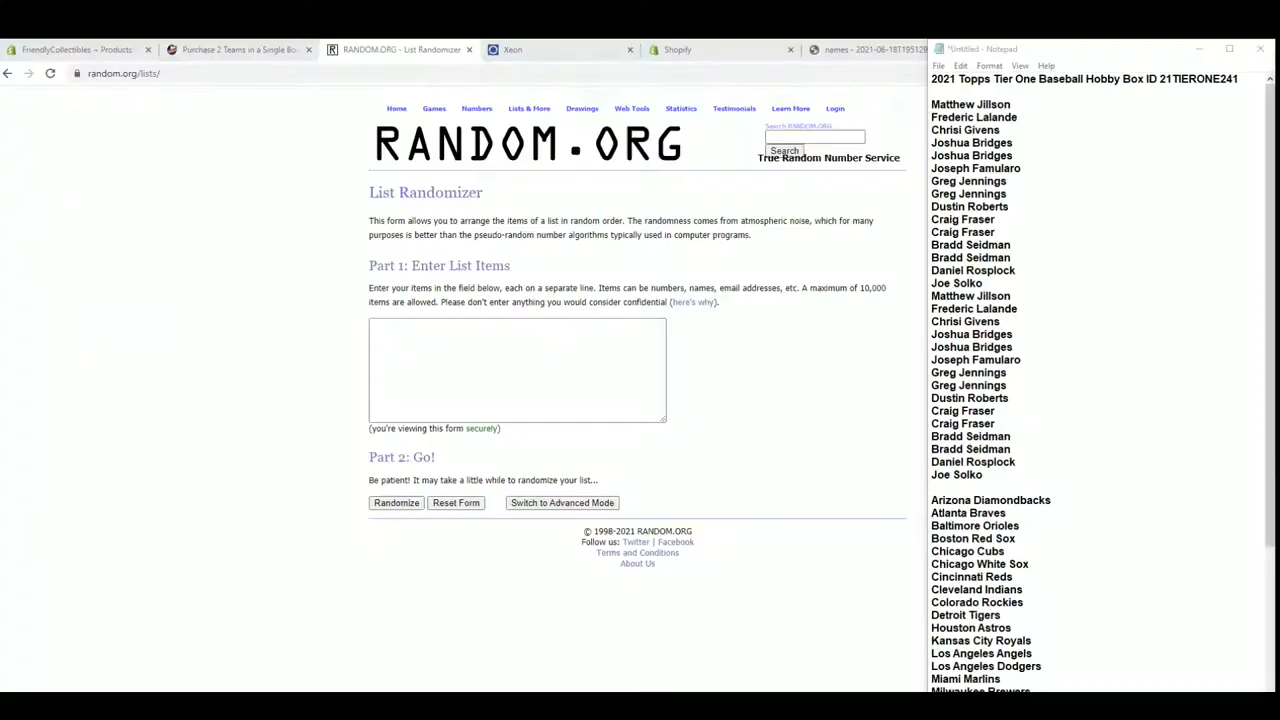 FriendlyCollectibles ~ Products
Purchase 2 Teams in a Single Bo
RANDOM.ORG - List Randomizer
Xeon
Shopify
names - 2021-06-18T195129
*Untitled - Notepad
random.org/lists/
File Edit Format View Help
2021 Topps Tier One Baseball Hobby Box ID 21TIERONE241
Home Games Numbers Lists & More Drawings Web Tools Statistics Testimonials Learn More Login
RANDOM.ORG
Search RANDOM.ORG
Search
True Random Number Service
List Randomizer
This form allows you to arrange the items of a list in random order. The randomness comes from atmospheric noise, which for many
purposes is better than the pseudo-random number algorithms typically used in computer programs.
Part 1: Enter List Items
Enter your items in the field below, each on a separate line. Items can be numbers, names, email addresses, etc. A maximum of 10,000
items are allowed. Please don't enter anything you would consider confidential (here's why).
(you're viewing this form securely)
Part 2: Go!
Be patient! It may take a little while to randomize your list...
Randomize Reset Form Switch to Advanced Mode
© 1998-2021 RANDOM.ORG
Follow us: Twitter | Facebook
Terms and Conditions
About Us
Matthew Jillson
Frederic Lalande
Chrisi Givens
Joshua Bridges
Joshua Bridges
Joseph Famularo
Greg Jennings
Greg Jennings
Dustin Roberts
Craig Fraser
Craig Fraser
Bradd Seidman
Bradd Seidman
Daniel Rosplock
Joe Solko
Matthew Jillson
Frederic Lalande
Chrisi Givens
Joshua Bridges
Joshua Bridges
Joseph Famularo
Greg Jennings
Greg Jennings
Dustin Roberts
Craig Fraser
Craig Fraser
Bradd Seidman
Bradd Seidman
Daniel Rosplock
Joe Solko
Arizona Diamondbacks
Atlanta Braves
Baltimore Orioles
Boston Red Sox
Chicago Cubs
Chicago White Sox
Cincinnati Reds
Cleveland Indians
Colorado Rockies
Detroit Tigers
Houston Astros
Kansas City Royals
Los Angeles Angels
Los Angeles Dodgers
Miami Marlins
Milwaukee Brewers